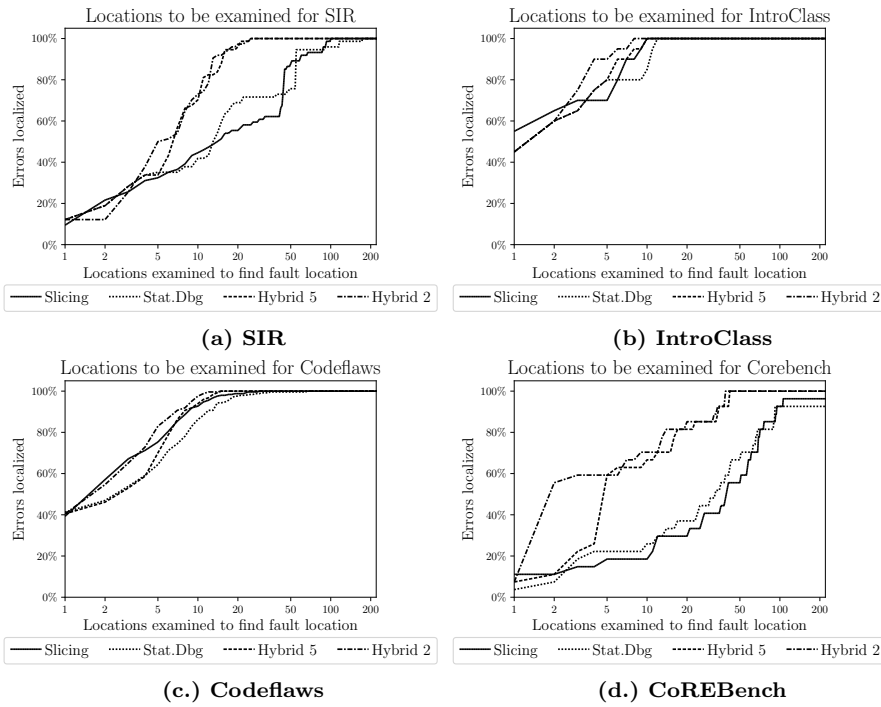 Locations to be examined for SIR
100%
80%
60%
40%
20%
0%
Errors localized
1 2 5 10 20 50 100 200
Locations examined to find fault location
Slicing Stat.Dbg Hybrid 5 Hybrid 2
(a) SIR
Locations to be examined for IntroClass
100%
80%
60%
40%
20%
0%
Errors localized
1 2 5 10 20 50 100 200
Locations examined to find fault location
Slicing Stat.Dbg Hybrid 5 Hybrid 2
(b) IntroClass
Locations to be examined for Codeflaws
100%
80%
60%
40%
20%
0%
Errors localized
1 2 5 10 20 50 100 200
Locations examined to find fault location
Slicing Stat.Dbg Hybrid 5 Hybrid 2
(c.) Codeflaws
Locations to be examined for Corebench
100%
80%
60%
40%
20%
0%
Errors localized
1 2 5 10 20 50 100 200
Locations examined to find fault location
Slicing Stat.Dbg Hybrid 5 Hybrid 2
(d.) CoREBench